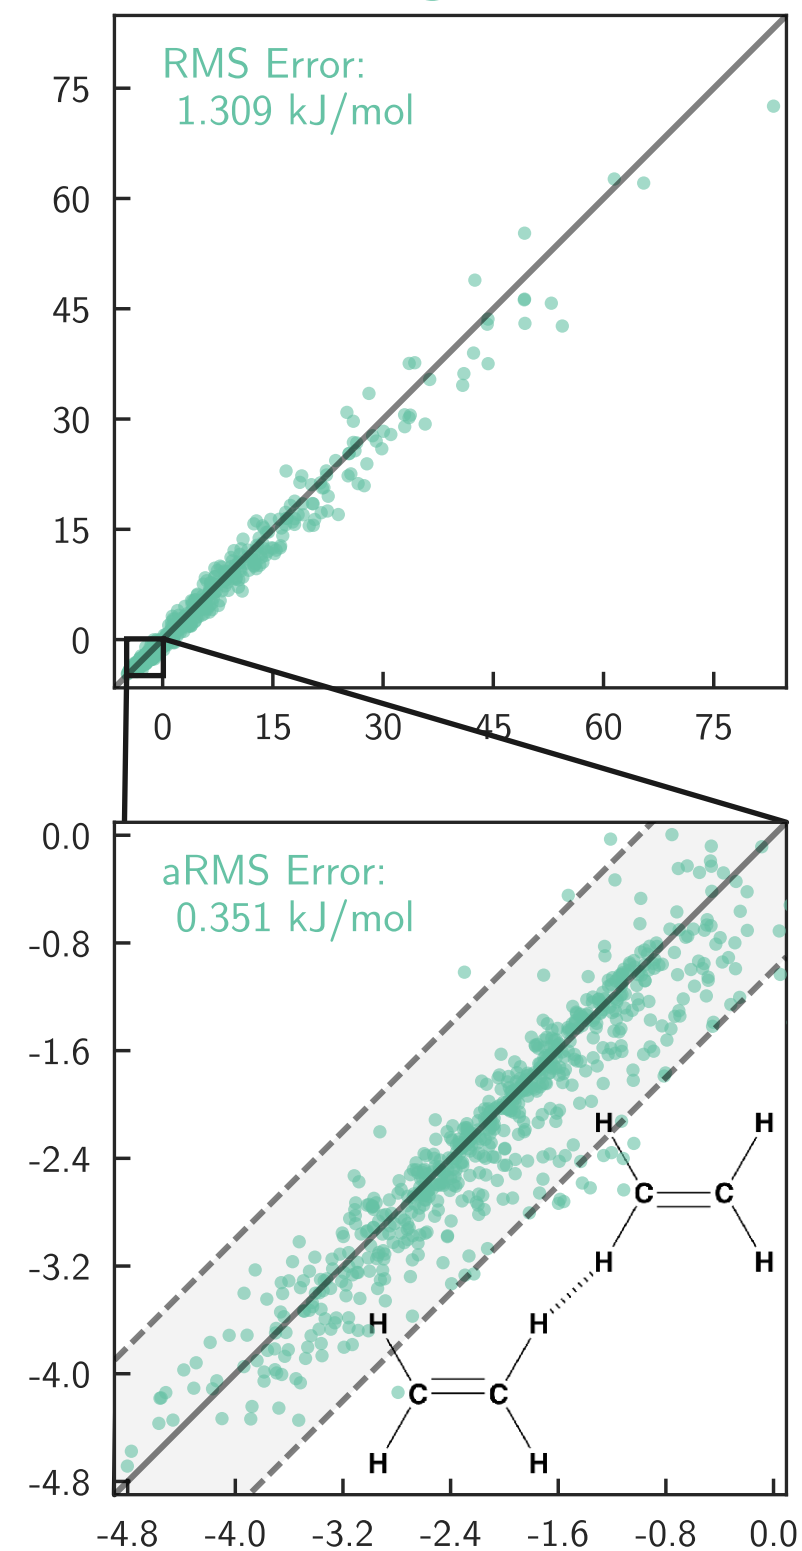 RMS Error:
1.309 kJ/mol
75
60
45
30
15
0
0 15 30 45 60 75
0.0
aRMS Error:
0.351 kJ/mol
-0.8
-1.6
H H
-2.4
C C
-3.2
H H
H H
-4.0
C C
H H
-4.8
-4.8 -4.0 -3.2 -2.4 -1.6 -0.8 0.0